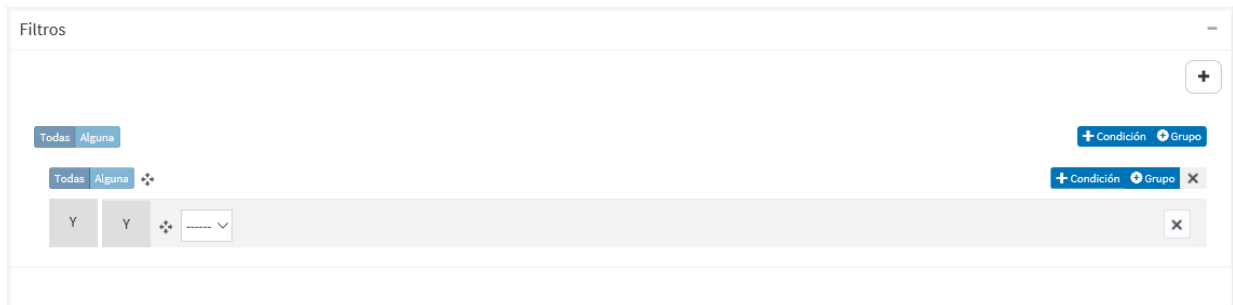 Filtros
Todas Alguna Condición Grupo
Todas Alguna Condición Grupo
Y Y ------